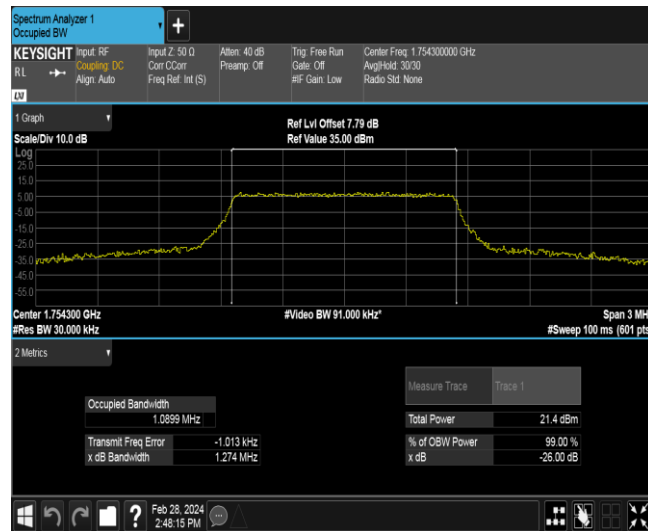 Spectrum Analyzer 1
Occupied BW
+
KEYSIGHT
RL
LXI
Input: RF
Coupling: DC
Align: Auto
Input Z: 50 Ω
Corr CCorr
Freq Ref: Int (S)
Atten: 40 dB
Preamp: Off
Trig: Free Run
Gate: Off
#IF Gain: Low
Center Freq: 1.754300000 GHz
Avg|Hold: 30/30
Radio Std: None
1 Graph
Scale/Div 10.0 dB
Ref Lvl Offset 7.79 dB
Ref Value 35.00 dBm
Log
25.0
15.0
5.00
-5.00
-15.0
-25.0
-35.0
-45.0
-55.0
Center 1.754300 GHz
#Res BW 30.000 kHz
#Video BW 91.000 kHz*
Span 3 MH
#Sweep 100 ms (601 pts
2 Metrics
Measure Trace Trace 1
Occupied Bandwidth
1.0899 MHz
Total Power 21.4 dBm
Transmit Freq Error -1.013 kHz
% of OBW Power 99.00 %
x dB Bandwidth 1.274 MHz
x dB -26.00 dB
?
Feb 28, 2024
2:48:15 PM